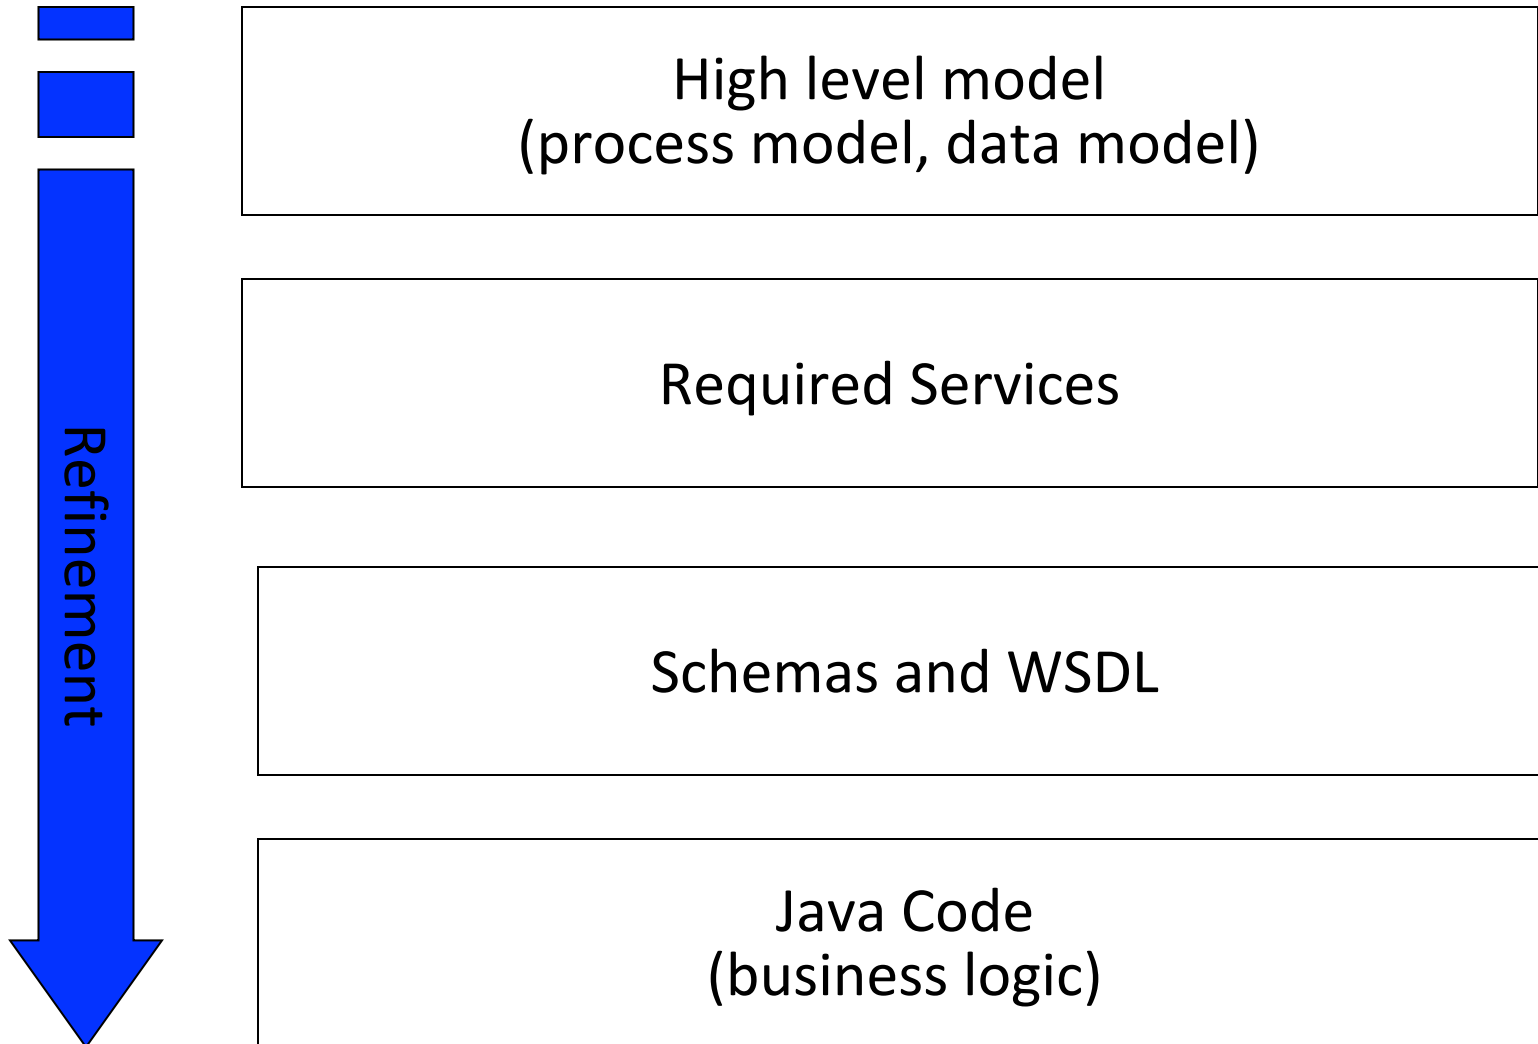 High level model
(process model, data model)
Required Services
Refinement
Schemas and WSDL
Java Code
(business logic)